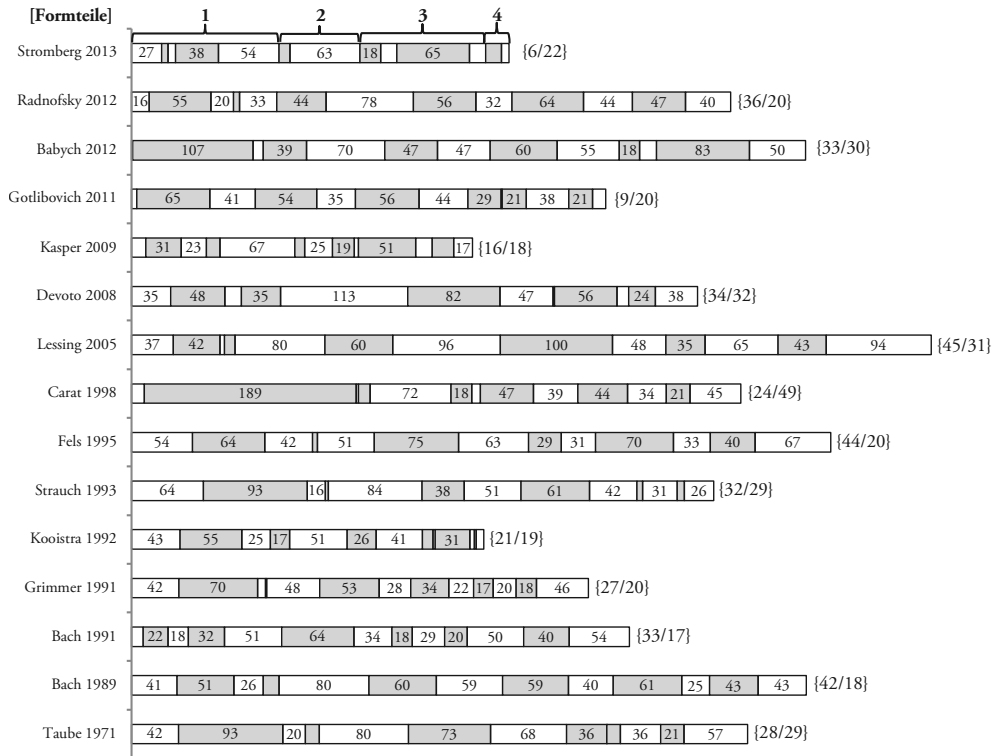 [Formteile] 1 2 3 4
Stromberg 2013 27 38 54 63 18 65 {6/22}
Radnofsky 2012 16 55 20 33 44 78 56 32 64 44 47 40 {36/20}
Babych 2012 107 39 70 47 47 60 55 18 83 50 {33/30}
Gotlibovich 2011 65 41 54 35 56 44 29 21 38 21 {9/20}
Kasper 2009 31 23 67 25 19 51 17 {16/18}
Devoto 2008 35 48 35 113 82 47 56 24 38 {34/32}
Lessing 2005 37 42 80 60 96 100 48 35 65 43 94 {45/31}
Carat 1998 189 72 18 47 39 44 34 21 45 {24/49}
Fels 1995 54 64 42 51 75 63 29 31 70 33 40 67 {44/20}
Strauch 1993 64 93 16 84 38 51 61 42 31 26 {32/29}
Kooistra 1992 43 55 25 17 51 26 41 31 {21/19}
Grimmer 1991 42 70 48 53 28 34 22 17 20 18 46 {27/20}
Bach 1991 22 18 32 51 64 34 18 29 20 50 40 54 {33/17}
Bach 1989 41 51 26 80 60 59 59 40 61 25 43 43 {42/18}
Taube 1971 42 93 20 80 73 68 36 36 21 57 {28/29}